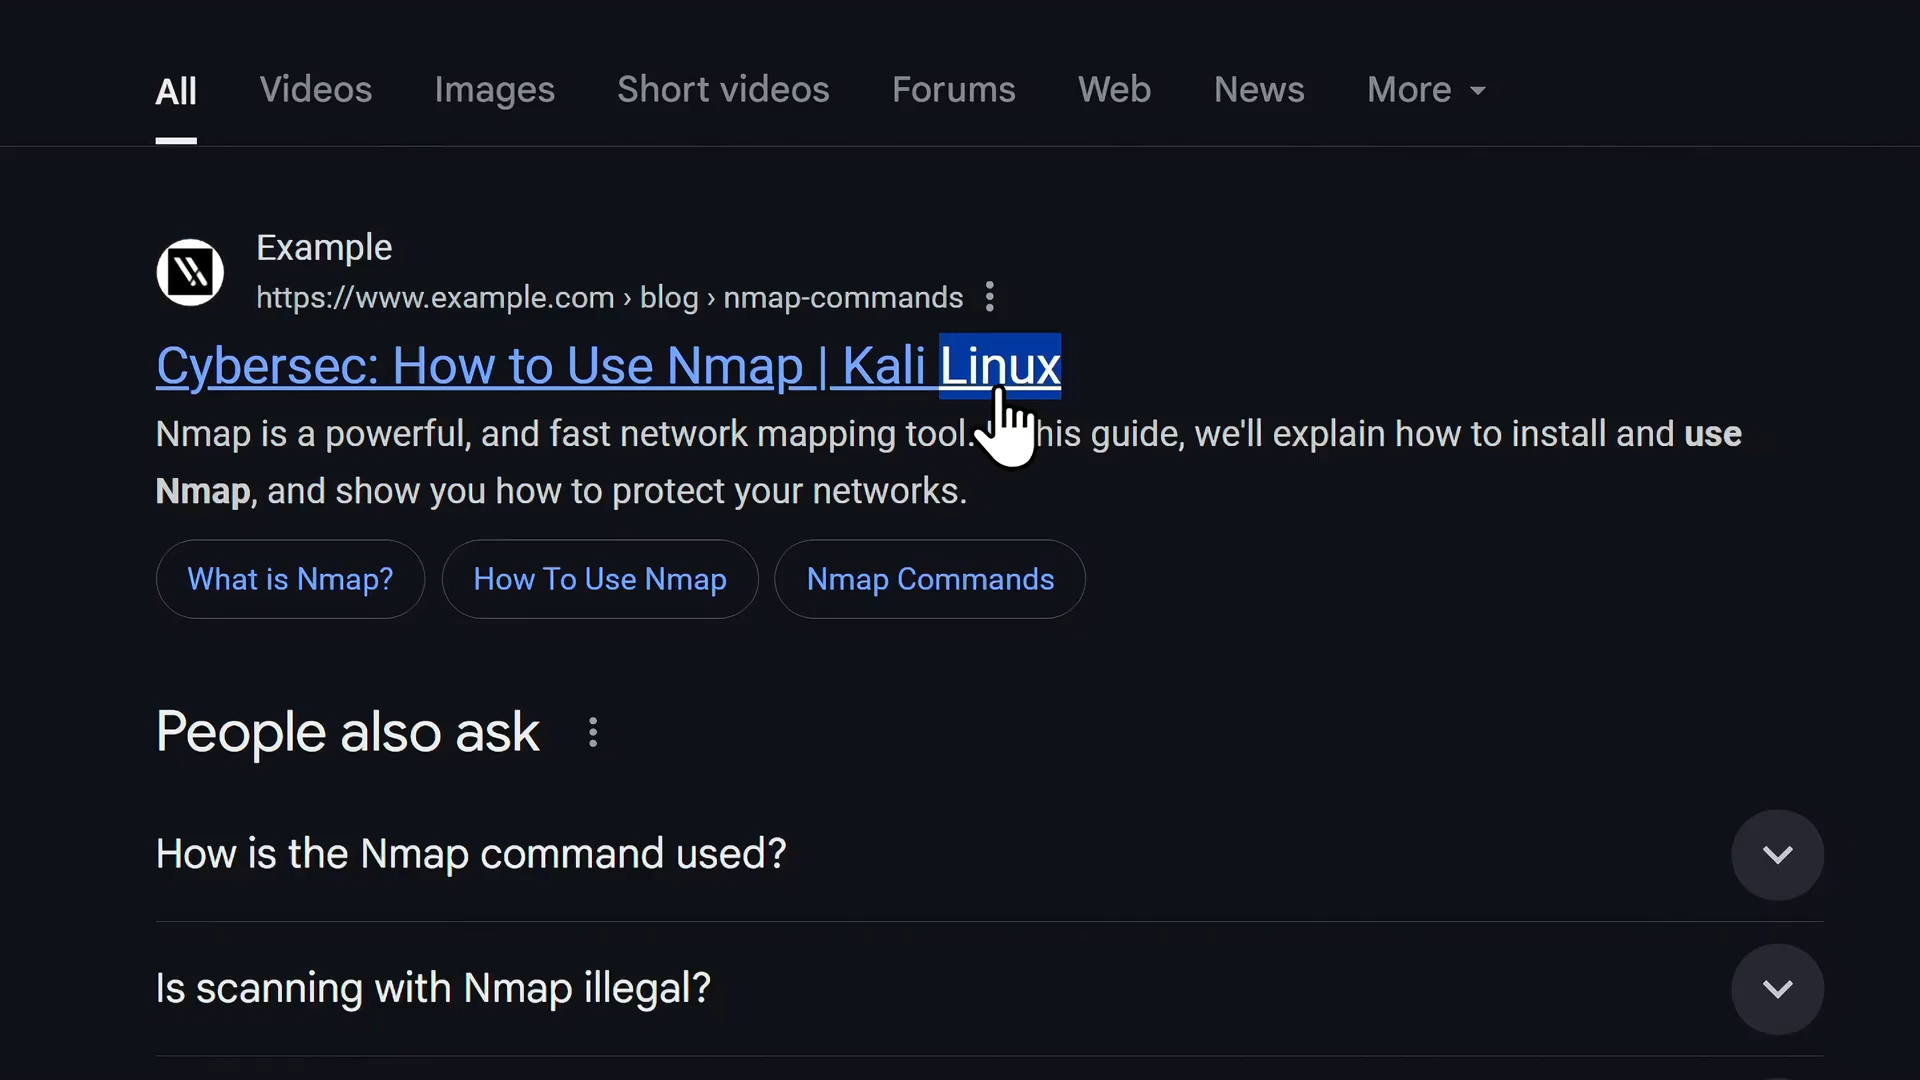 All Videos Images Short videos Forums Web News More
Example
https://www.example.com › blog › nmap-commands
Cybersec: How to Use Nmap | Kali Linux
Nmap is a powerful, and fast network mapping tool. his guide, we'll explain how to install and use
Nmap, and show you how to protect your networks.
What is Nmap? How To Use Nmap Nmap Commands
People also ask
How is the Nmap command used?
Is scanning with Nmap illegal?